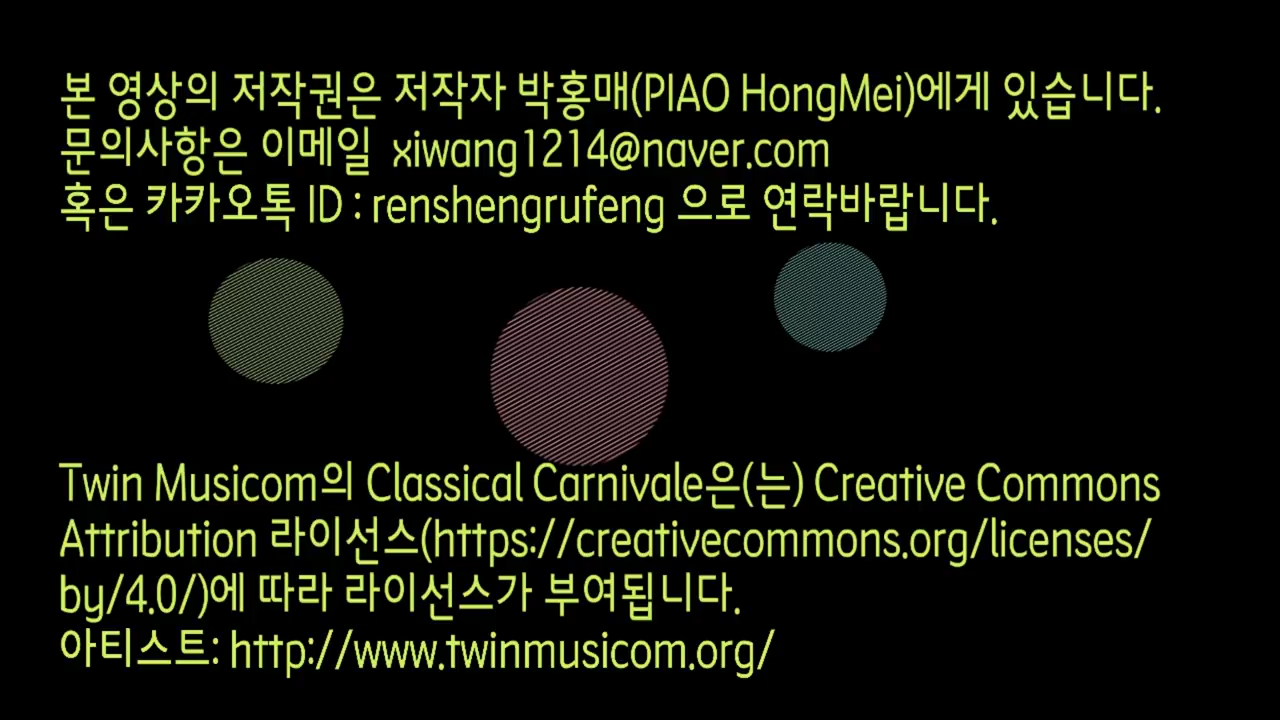 본 영상의 저작권은 저작자 박홍매(PIAO HongMei)에게 있습니다.
문의사항은 이메일 xiwang1214@naver.com
혹은 카카오톡 ID : renshengrufeng 으로 연락바랍니다.
Twin Musicom의 Classical Carnivale은(는) Creative Commons
Attribution 라이선스(https://creativecommons.org/licenses/
by/4.0/)에 따라 라이선스가 부여됩니다.
아티스트: http://www.twinmusicom.org/